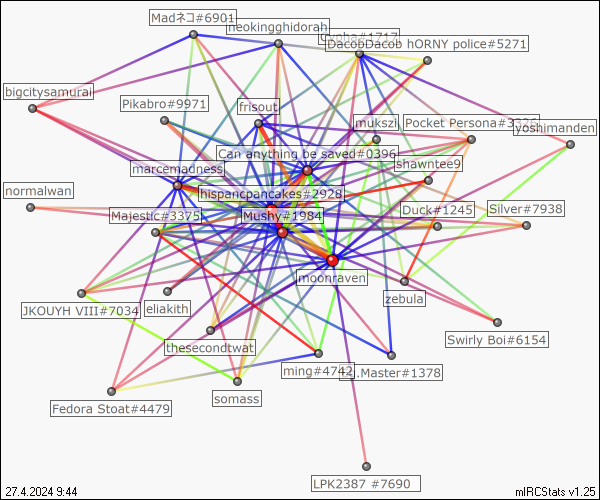 Madネコ#6901
neokingghidorah
DacobDacob hORNY police#5271
bigcitysamurai
Pikabro#9971
frisout
mukszi
Pocket Persona#3328
yoshimanden
Can anything be saved#0396
shawntee9
marcemadness
normalwan
hispancpancakes#2928
Majestic#3375
Mushy#1984
Duck#1245
Silver#7938
moonraven
JKOUYH VIII#7034
eliakith
zebula
Swirly Boi#6154
thesecondtwat
ming#4742
.Master#1378
somass
Fedora Stoat#4479
LPK2387 #7690
27.4.2024 9:44
mIRCStats v1.25